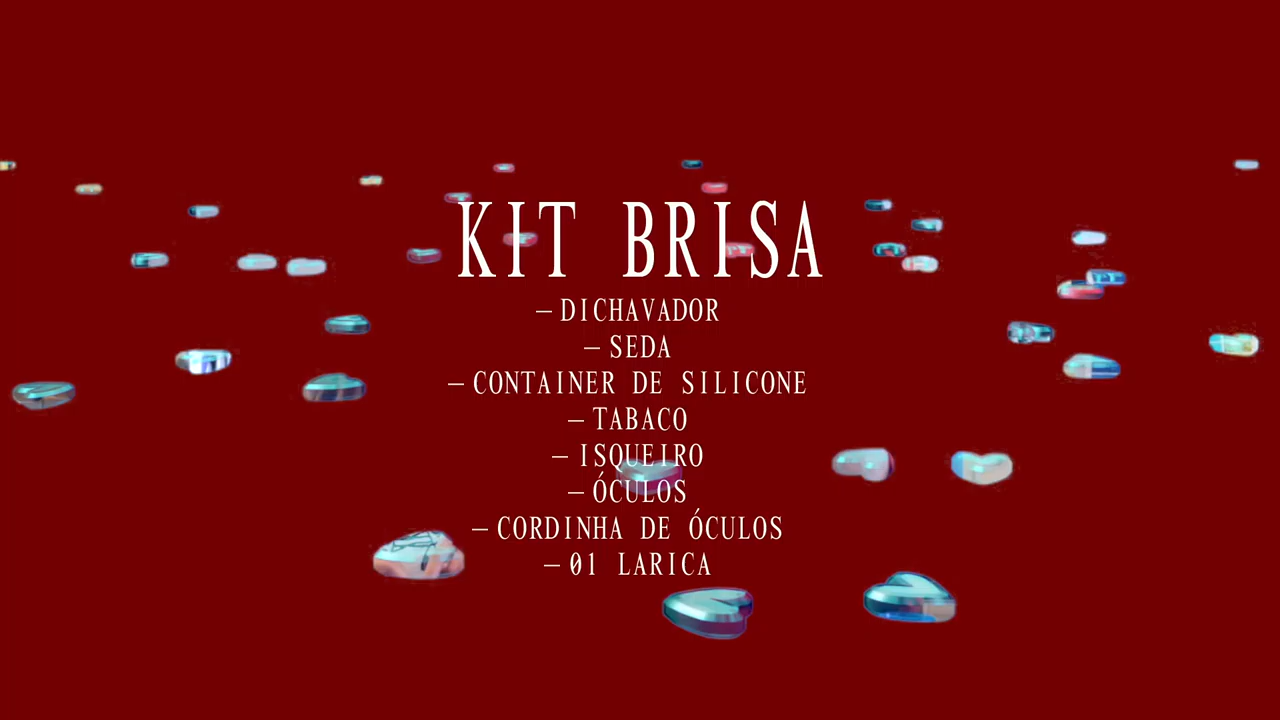 KIT BRISA
— DICHAVADOR
— SEDA
— CONTAINER DE SILICONE
— TABACO
— ISQUEIRO
— ÓCULOS
— CORDINHA DE ÓCULOS
— 01 LARICA